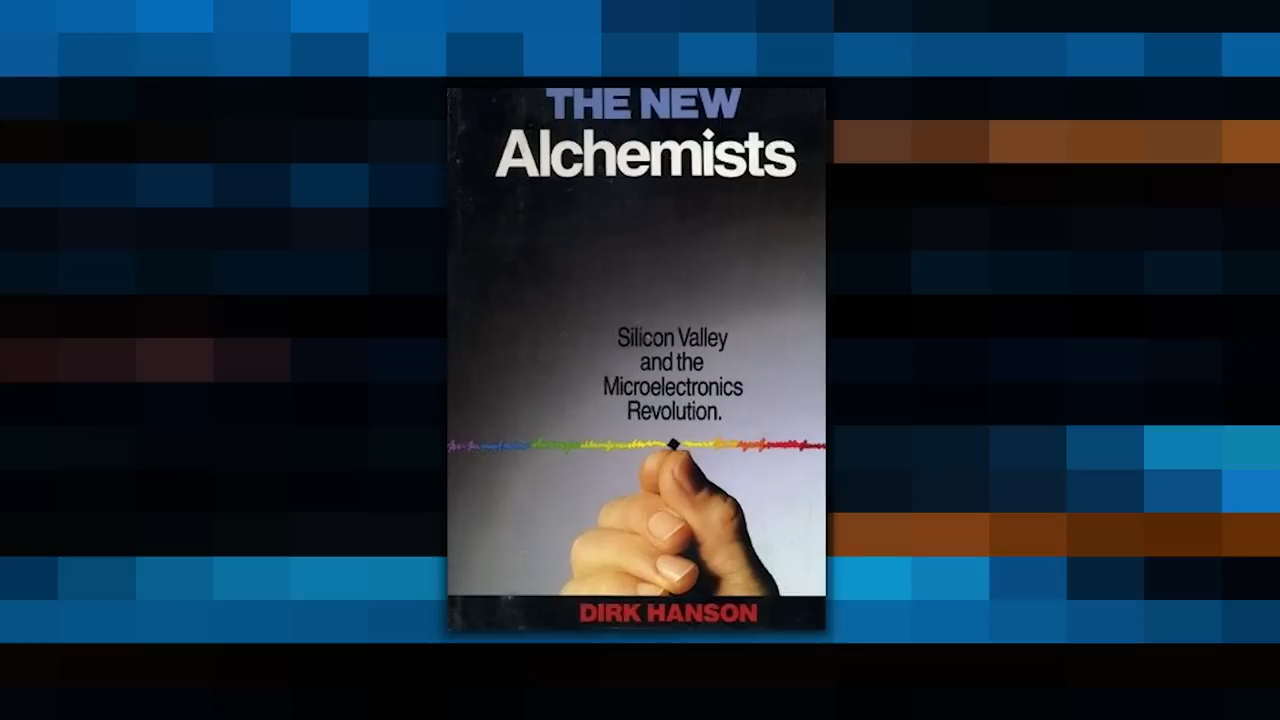 THE NEW
Alchemists
Silicon Valley
and the
Microelectronics
Revolution.
DIRK HANSON